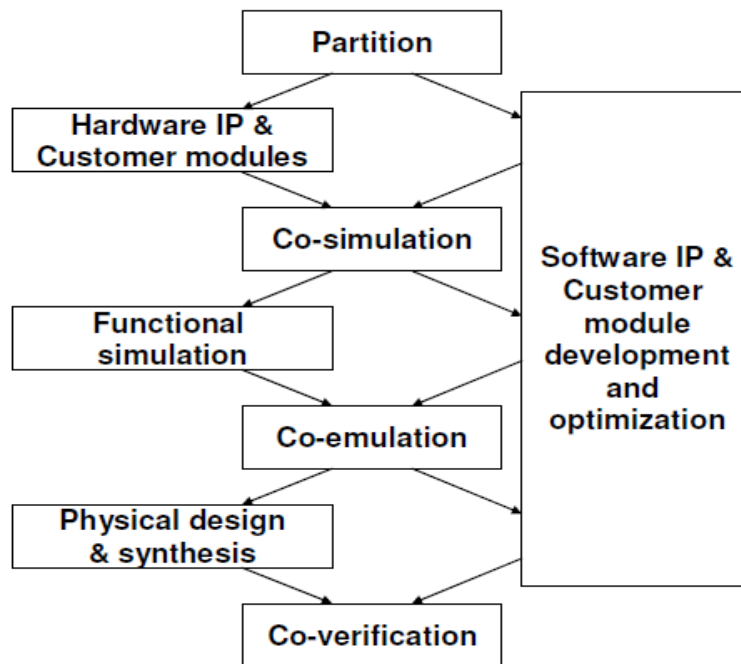 Partition
Hardware IP &
Customer modules
Co-simulation
Functional
simulation
Co-emulation
Physical design
& synthesis
Co-verification
Software IP &
Customer
module
development
and
optimization